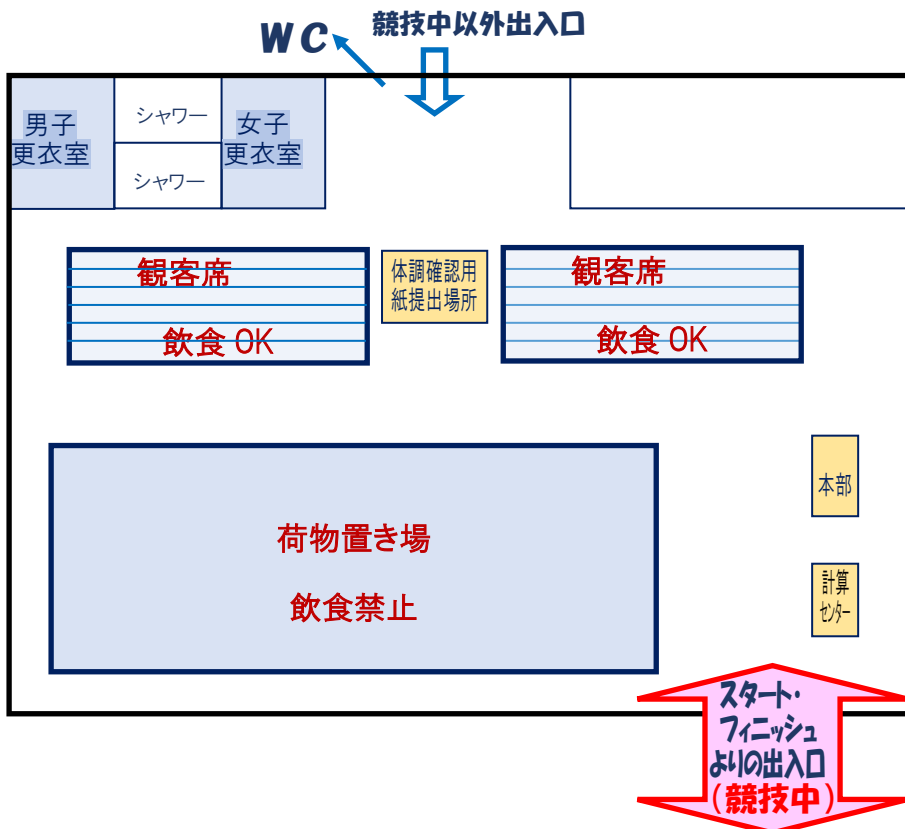 WC
競技中以外出入口
男子
更衣室
シャワー
シャワー
女子
更衣室
観客席
飲食 OK
体調確認用
紙提出場所
観客席
飲食 OK
荷物置き場
飲食禁止
本部
計算
センター
スタート・
フィニッシュ
よりの出入口
(競技中)